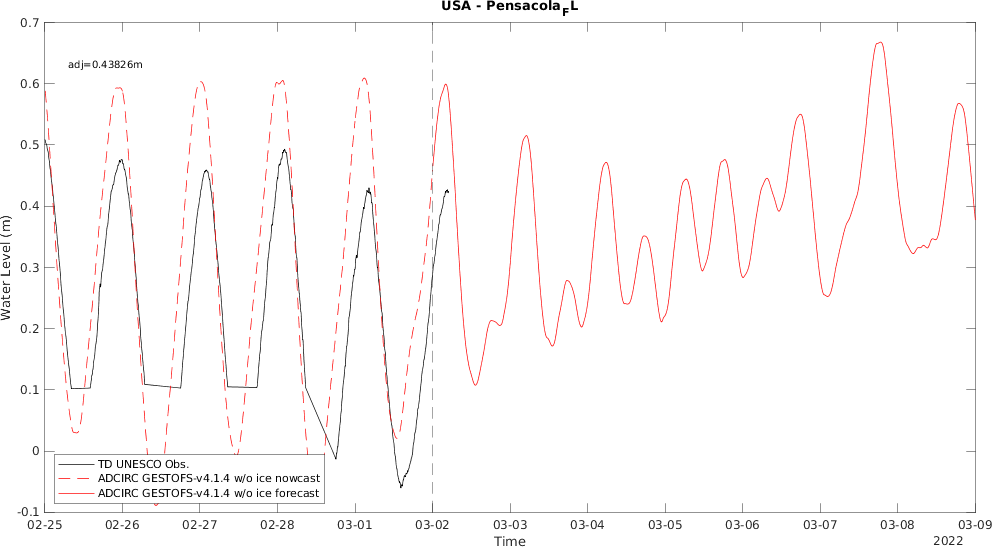 USA - Pensacola_FL
0.7
0.6
0.5
0.4
0.3
0.2
0.1
0
-0.1
Water Level (m)
adj=0.43826m
TD UNESCO Obs.
ADCIRC GESTOFS-v4.1.4 w/o ice nowcast
ADCIRC GESTOFS-v4.1.4 w/o ice forecast
02-25 02-26 02-27 02-28 03-01 03-02 03-03 03-04 03-05 03-06 03-07 03-08 03-09
Time
2022